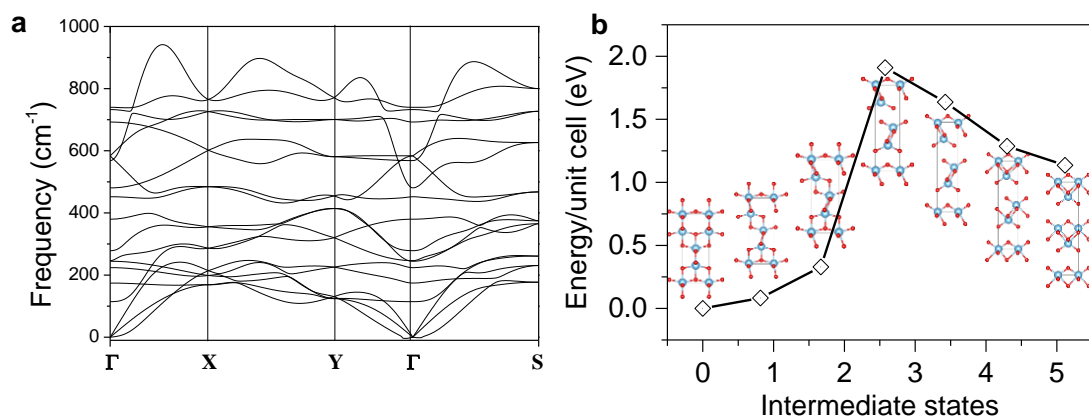 a
1000
800
600
400
200
0
Frequency (cm⁻¹)
Γ X Y Γ S
b
2.0
1.5
1.0
0.5
0.0
Energy/unit cell (eV)
0 1 2 3 4 5
Intermediate states